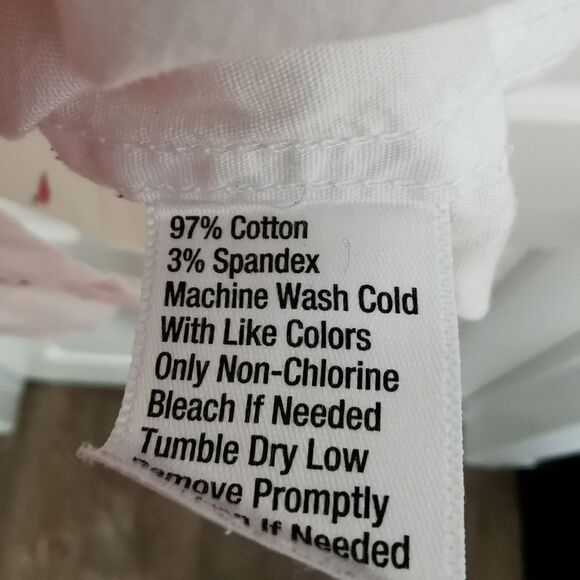 97% Cotton
3% Spandex
Machine Wash Cold
With Like Colors
Only Non-Chlorine
Bleach If Needed
Tumble Dry Low
Remove Promptly
If Needed